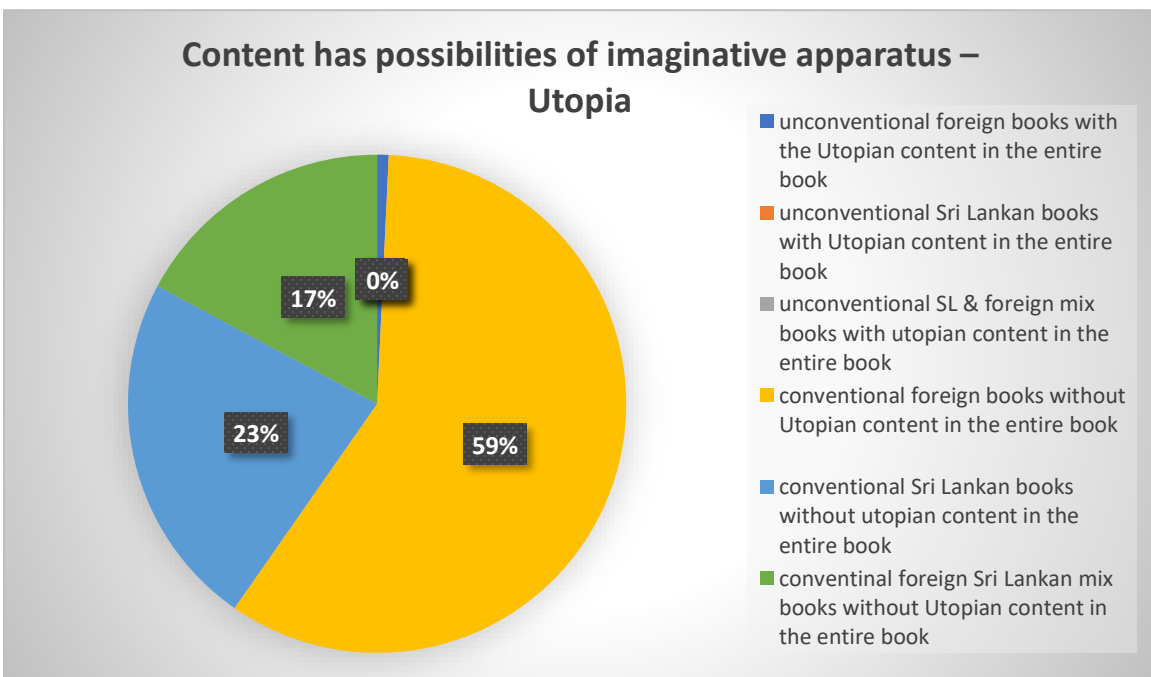 Content has possibilities of imaginative apparatus –
Utopia
unconventional foreign books with
the Utopian content in the entire
book
unconventional Sri Lankan books
with Utopian content in the entire
book
unconventional SL & foreign mix
books with utopian content in the
entire book
conventional foreign books without
Utopian content in the entire book
conventional Sri Lankan books
without utopian content in the
entire book
conventinal foreign Sri Lankan mix
books without Utopian content in
the entire book
0%
17%
23%
59%